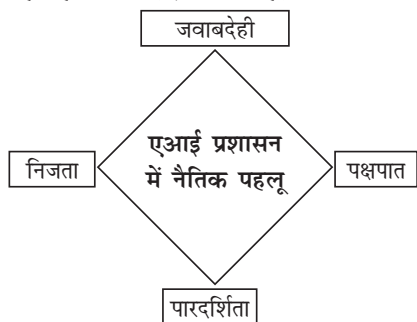 जवाबदेही
एआई प्रशासन
में नैतिक पहलू
निजता
पक्षपात
पारदर्शिता